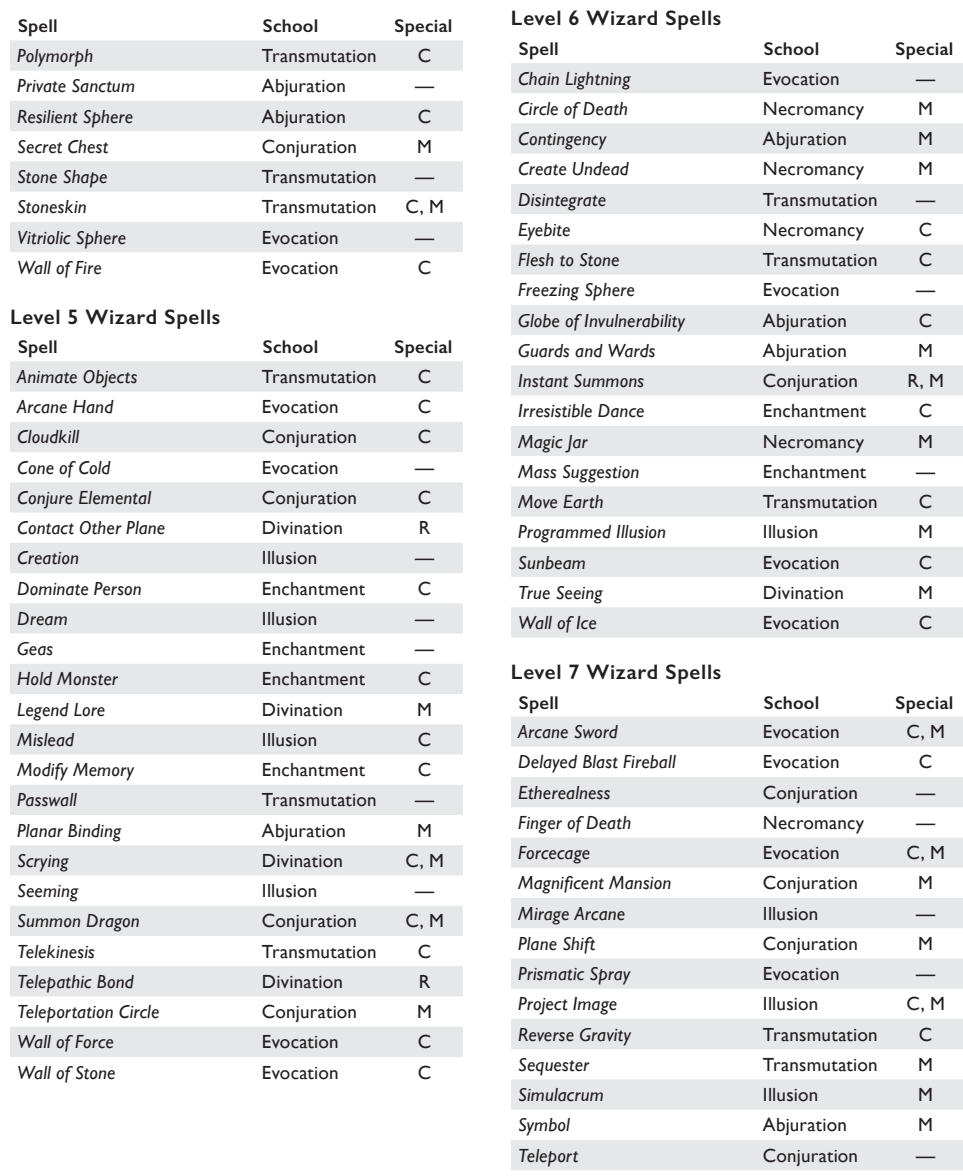 Spell School Special
Polymorph Transmutation C
Private Sanctum Abjuration —
Resilient Sphere Abjuration C
Secret Chest Conjuration M
Stone Shape Transmutation —
Stoneskin Transmutation C, M
Vitriolic Sphere Evocation —
Wall of Fire Evocation C
Level 5 Wizard Spells
Spell School Special
Animate Objects Transmutation C
Arcane Hand Evocation C
Cloudkill Conjuration C
Cone of Cold Evocation —
Conjure Elemental Conjuration C
Contact Other Plane Divination R
Creation Illusion —
Dominate Person Enchantment C
Dream Illusion —
Geas Enchantment —
Hold Monster Enchantment C
Legend Lore Divination M
Mislead Illusion C
Modify Memory Enchantment C
Passwall Transmutation —
Planar Binding Abjuration M
Scrying Divination C, M
Seeming Illusion —
Summon Dragon Conjuration C, M
Telekinesis Transmutation C
Telepathic Bond Divination R
Teleportation Circle Conjuration M
Wall of Force Evocation C
Wall of Stone Evocation C
Level 6 Wizard Spells
Spell School Special
Chain Lightning Evocation —
Circle of Death Necromancy M
Contingency Abjuration M
Create Undead Necromancy M
Disintegrate Transmutation —
Eyebite Necromancy C
Flesh to Stone Transmutation C
Freezing Sphere Evocation —
Globe of Invulnerability Abjuration C
Guards and Wards Abjuration M
Instant Summons Conjuration R, M
Irresistible Dance Enchantment C
Magic Jar Necromancy M
Mass Suggestion Enchantment —
Move Earth Transmutation C
Programmed Illusion Illusion M
Sunbeam Evocation C
True Seeing Divination M
Wall of Ice Evocation C
Level 7 Wizard Spells
Spell School Special
Arcane Sword Evocation C, M
Delayed Blast Fireball Evocation C
Etherealness Conjuration —
Finger of Death Necromancy —
Forcecage Evocation C, M
Magnificent Mansion Conjuration M
Mirage Arcane Illusion —
Plane Shift Conjuration M
Prismatic Spray Evocation —
Project Image Illusion C, M
Reverse Gravity Transmutation C
Sequester Transmutation M
Simulacrum Illusion M
Symbol Abjuration M
Teleport Conjuration —